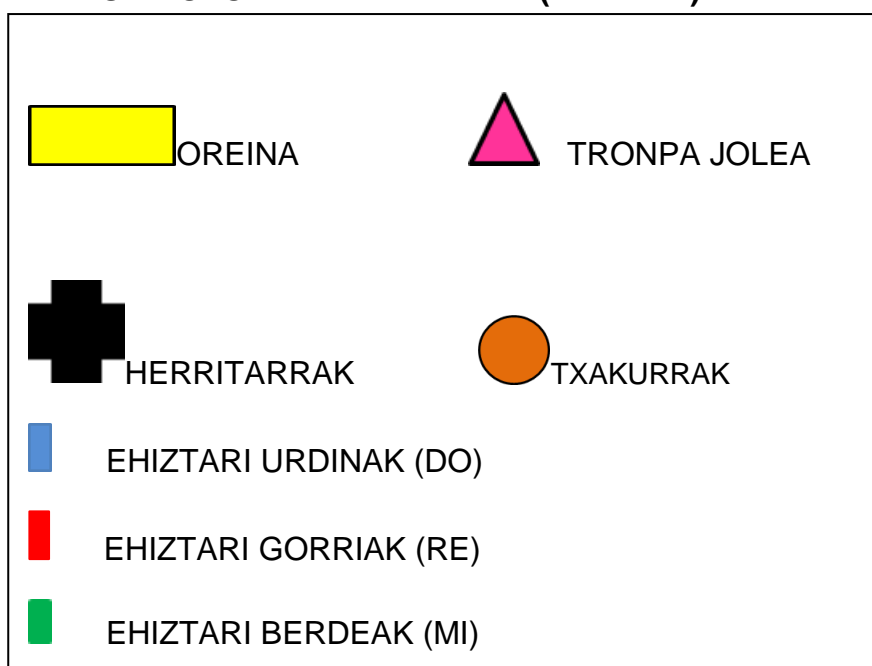 OREINA
TRONPA JOLEA
HERRITARRAK
TXAKURRAK
EHIZTARI URDINAK (DO)
EHIZTARI GORRIAK (RE)
EHIZTARI BERDEAK (MI)